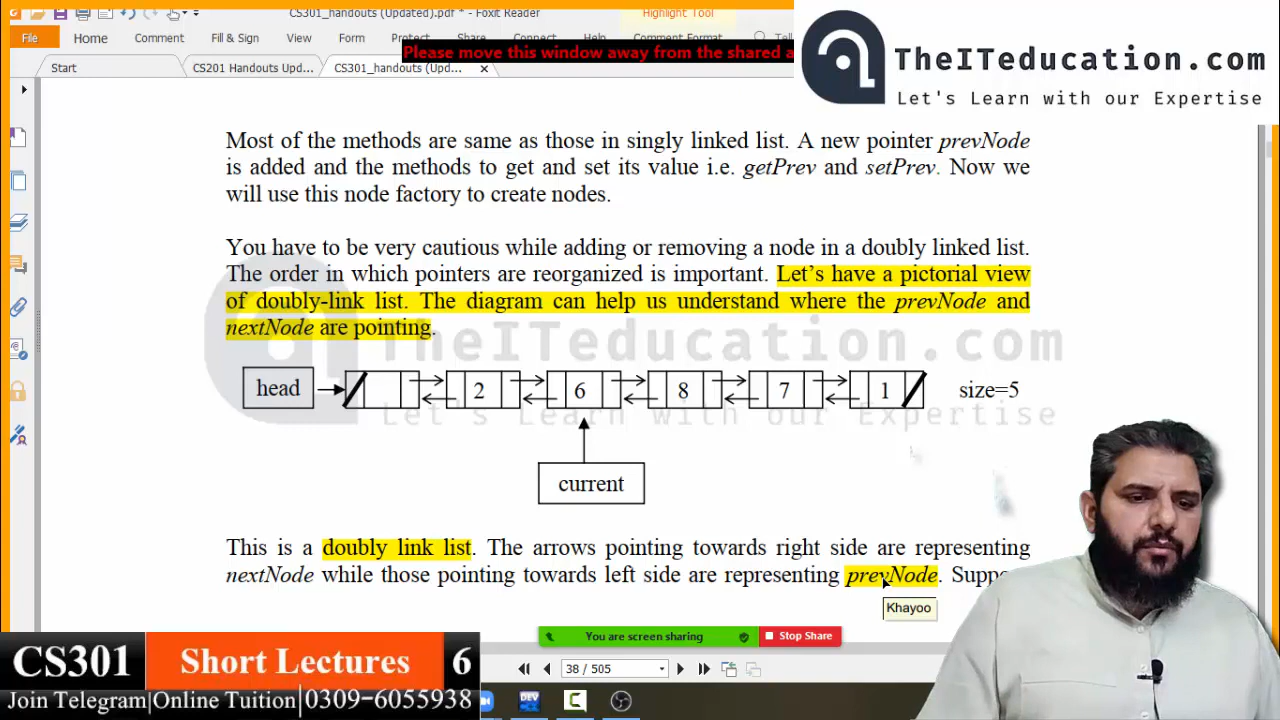 CS301_handouts (Updated).pdf * - Foxit Reader
Highlight Tool
File
Home
Comment
Fill & Sign
View
Form
Protect
Share
Connect
Help
Comment Format
Tell
Please move this window away from the shared a
TheITeducation.com
Let's Learn with our Expertise
Start
CS201 Handouts Upd...
CS301_handouts (Upd...
Most of the methods are same as those in singly linked list. A new pointer prevNode
is added and the methods to get and set its value i.e. getPrev and setPrev. Now we
will use this node factory to create nodes.
You have to be very cautious while adding or removing a node in a doubly linked list.
The order in which pointers are reorganized is important. Let's have a pictorial view
of doubly-link list. The diagram can help us understand where the prevNode and
nextNode are pointing.
TheITeducation.com
Let's Learn with our Expertise
head 2 6 8 7 1 size=5
current
This is a doubly link list. The arrows pointing towards right side are representing
nextNode while those pointing towards left side are representing prevNode. Suppo
Khayoo
You are screen sharing
Stop Share
38 / 505
CS301 Short Lectures 6
Join Telegram|Online Tuition|0309-6055938
DEV